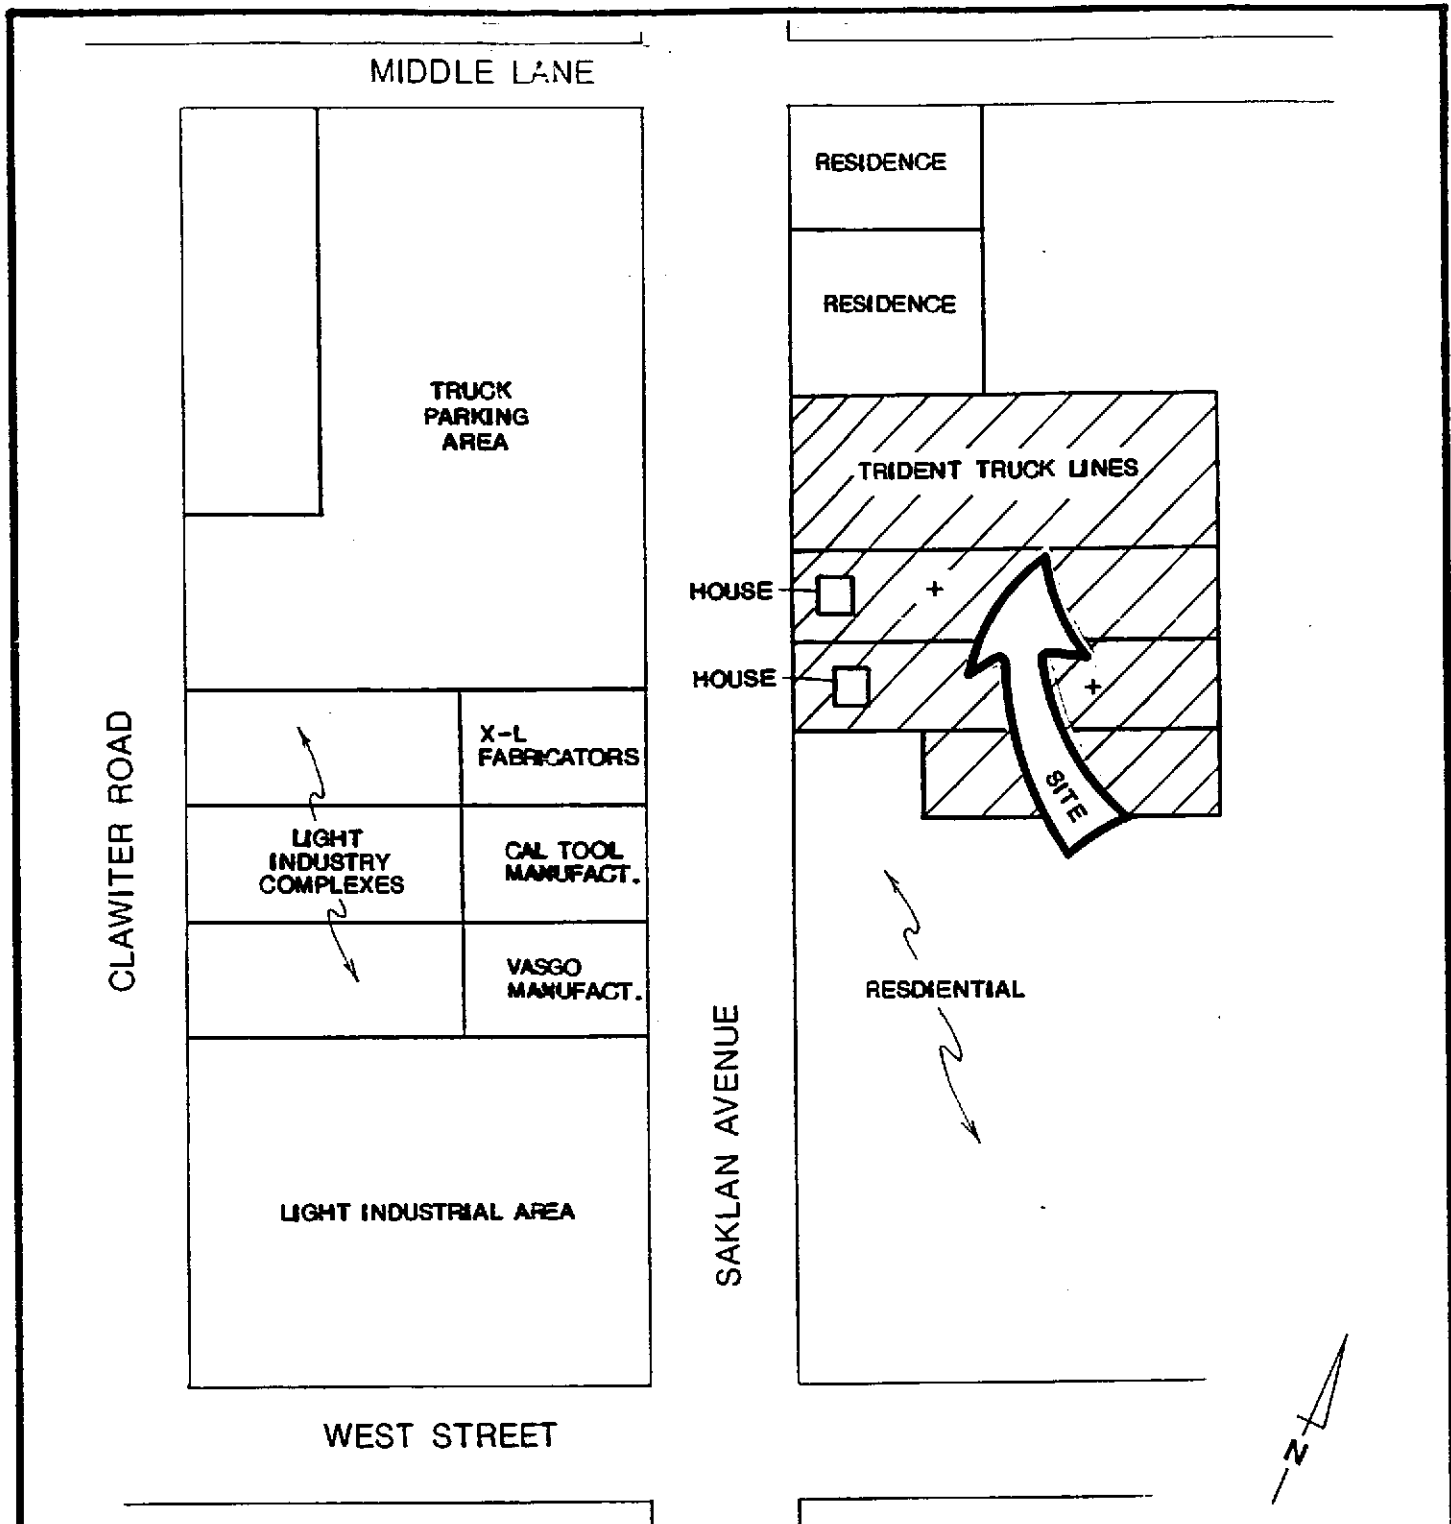 MIDDLE LANE
RESIDENCE
RESIDENCE
TRUCK
PARKING
AREA
TRIDENT TRUCK LINES
HOUSE
HOUSE
X-L
FABRICATORS
SITE
CLAWITER ROAD
LIGHT
INDUSTRY
COMPLEXES
CAL TOOL
MANUFACT.
VASGO
MANUFACT.
RESDIENTIAL
SAKLAN AVENUE
LIGHT INDUSTRIAL AREA
WEST STREET
N